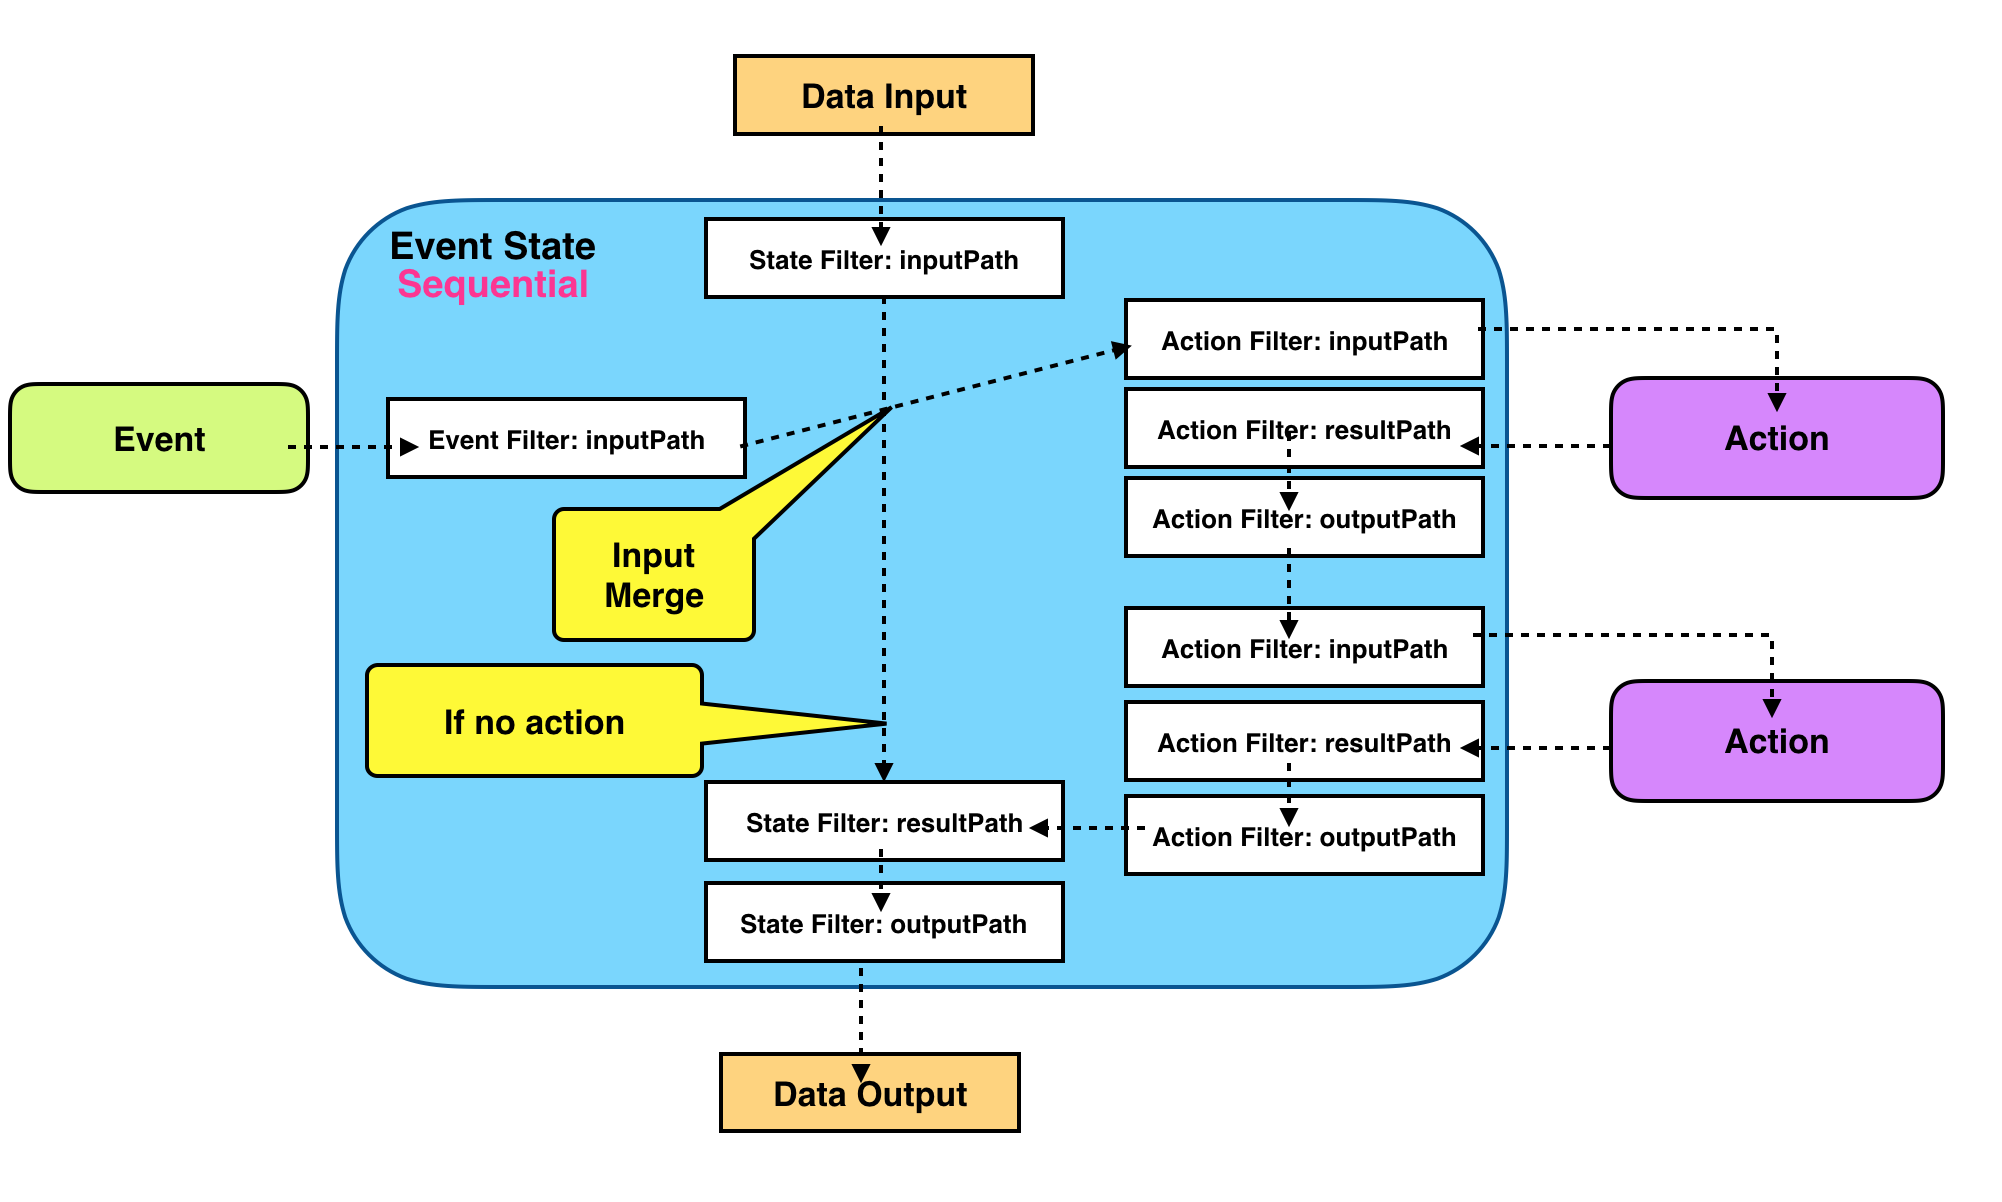 Data Input
Event State
Sequential
State Filter: inputPath
Action Filter: inputPath
Event
Event Filter: inputPath
Action Filter: resultPath
Action
Action Filter: outputPath
Input
Merge
Action Filter: inputPath
If no action
Action Filter: resultPath
Action
State Filter: resultPath
Action Filter: outputPath
State Filter: outputPath
Data Output